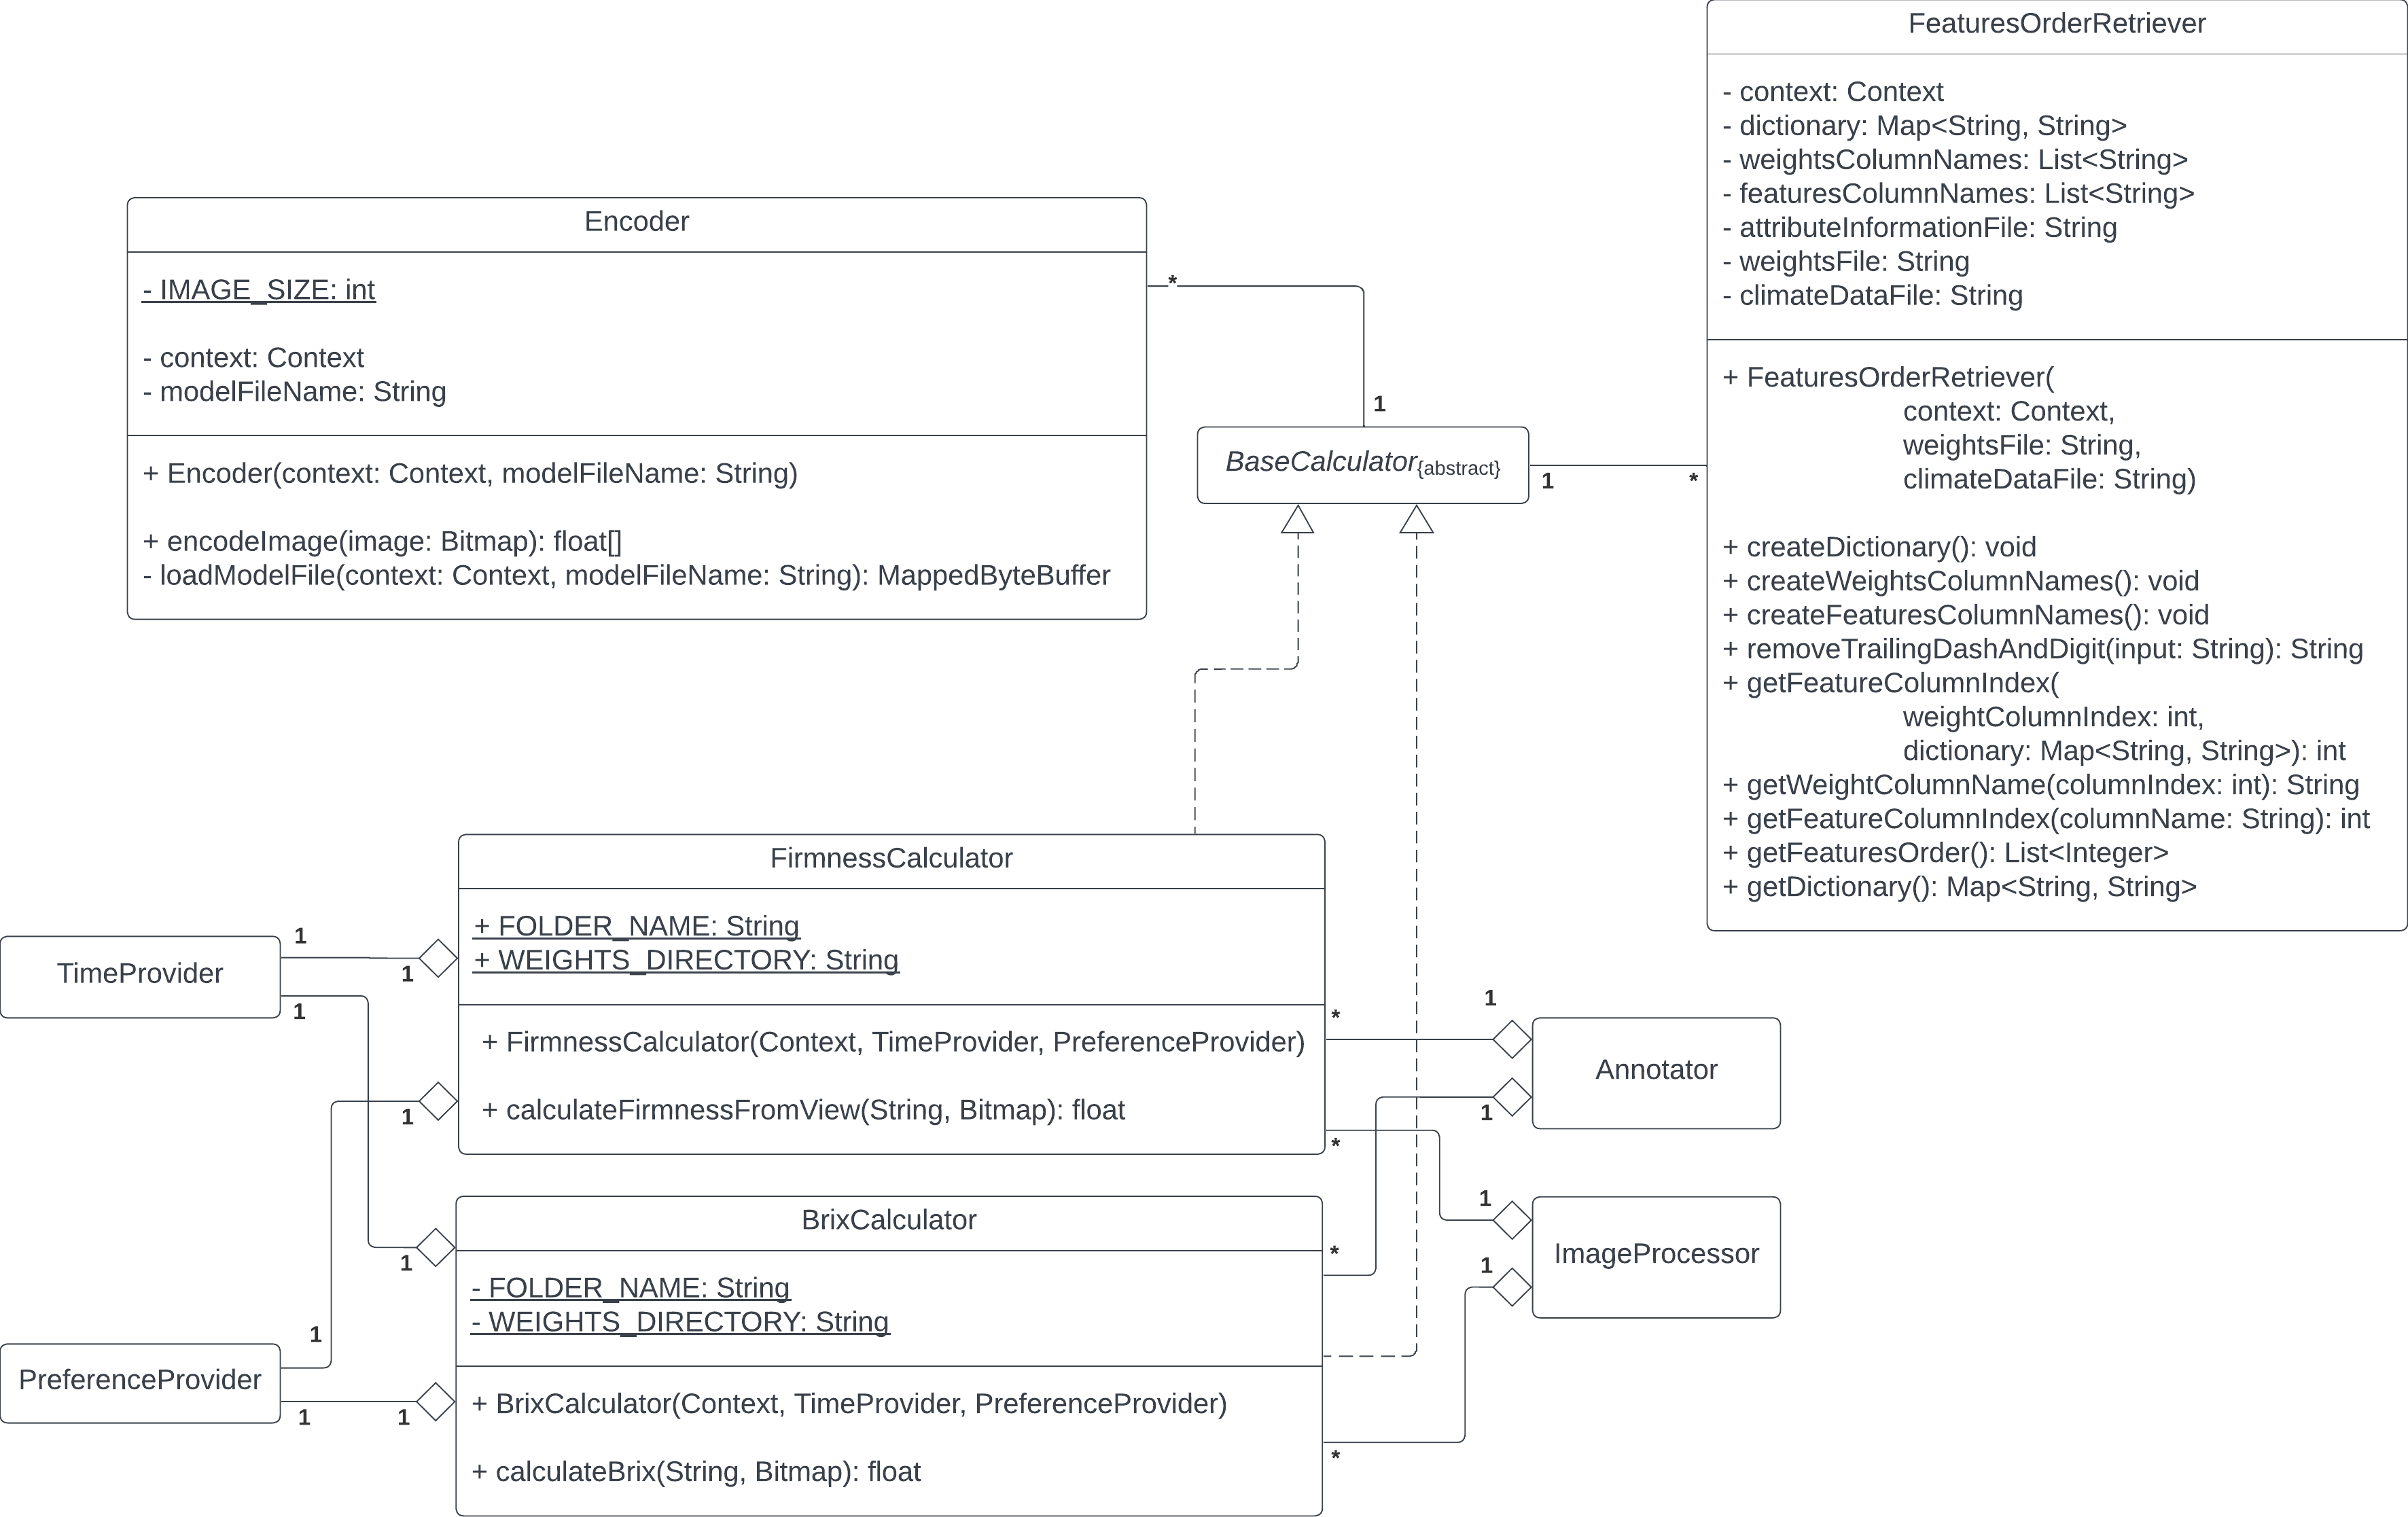 FeaturesOrderRetriever
- context: Context
- dictionary: Map<String, String>
- weightsColumnNames: List<String>
- featuresColumnNames: List<String>
- attributeInformationFile: String
- weightsFile: String
- climateDataFile: String
+ FeaturesOrderRetriever(
context: Context,
weightsFile: String,
climateDataFile: String)
+ createDictionary(): void
+ createWeightsColumnNames(): void
+ createFeaturesColumnNames(): void
+ removeTrailingDashAndDigit(input: String): String
+ getFeatureColumnIndex(
weightColumnIndex: int,
dictionary: Map<String, String>): int
+ getWeightColumnName(columnIndex: int): String
+ getFeatureColumnIndex(columnName: String): int
+ getFeaturesOrder(): List<Integer>
+ getDictionary(): Map<String, String>
Encoder
- IMAGE_SIZE: int
- context: Context
- modelFileName: String
+ Encoder(context: Context, modelFileName: String)
+ encodeImage(image: Bitmap): float[]
- loadModelFile(context: Context, modelFileName: String): MappedByteBuffer
*
1
BaseCalculator{abstract}
1
*
FirmnessCalculator
+ FOLDER_NAME: String
+ WEIGHTS_DIRECTORY: String
+ FirmnessCalculator(Context, TimeProvider, PreferenceProvider)
+ calculateFirmnessFromView(String, Bitmap): float
TimeProvider
1
1
1
1
1
*
1
Annotator
1
*
BrixCalculator
- FOLDER_NAME: String
- WEIGHTS_DIRECTORY: String
+ BrixCalculator(Context, TimeProvider, PreferenceProvider)
+ calculateBrix(String, Bitmap): float
1
*
1
ImageProcessor
*
PreferenceProvider
1
1
1